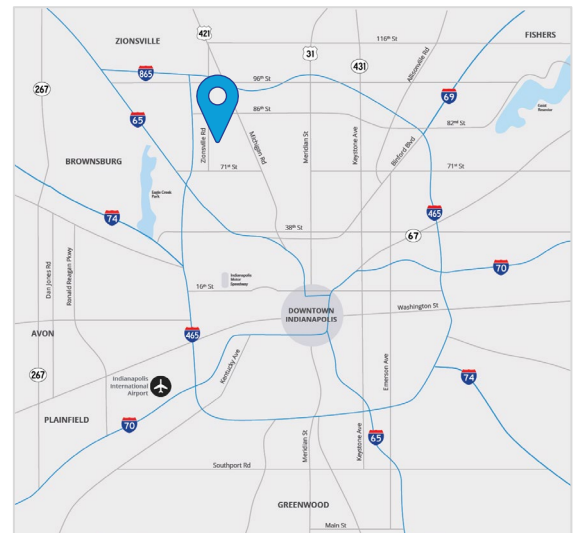 421
ZIONSVILLE
116th St
FISHERS
31
431
Allisonville Rd
865
96th St
267
69
65
86th St
82nd St
Geist
Reservoir
Zionsville Rd
Michigan Rd
Meridian St
Keystone Ave
Binford Blvd
BROWNSBURG
71st St
71st St
Eagle Creek
Park
74
465
38th St
67
70
Dan Jones Rd
Ronald Reagan Pkwy
Indianapolis
Motor
Speedway
16th St
DOWNTOWN
INDIANAPOLIS
Washington St
AVON
465
Kentucky Ave
Emerson Ave
267
Indianapolis
International
Airport
74
PLAINFIELD
70
Meridian St
Keystone Ave
65
Southport Rd
GREENWOOD
Main St